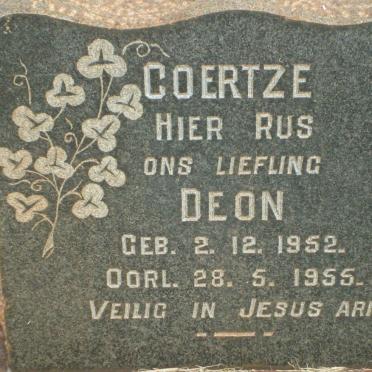 COERTZE
HIER RUS
ONS LIEFLING
DEON
GEB. 2. 12. 1952.
OORL. 28. 5. 1955.
VEILIG IN JESUS